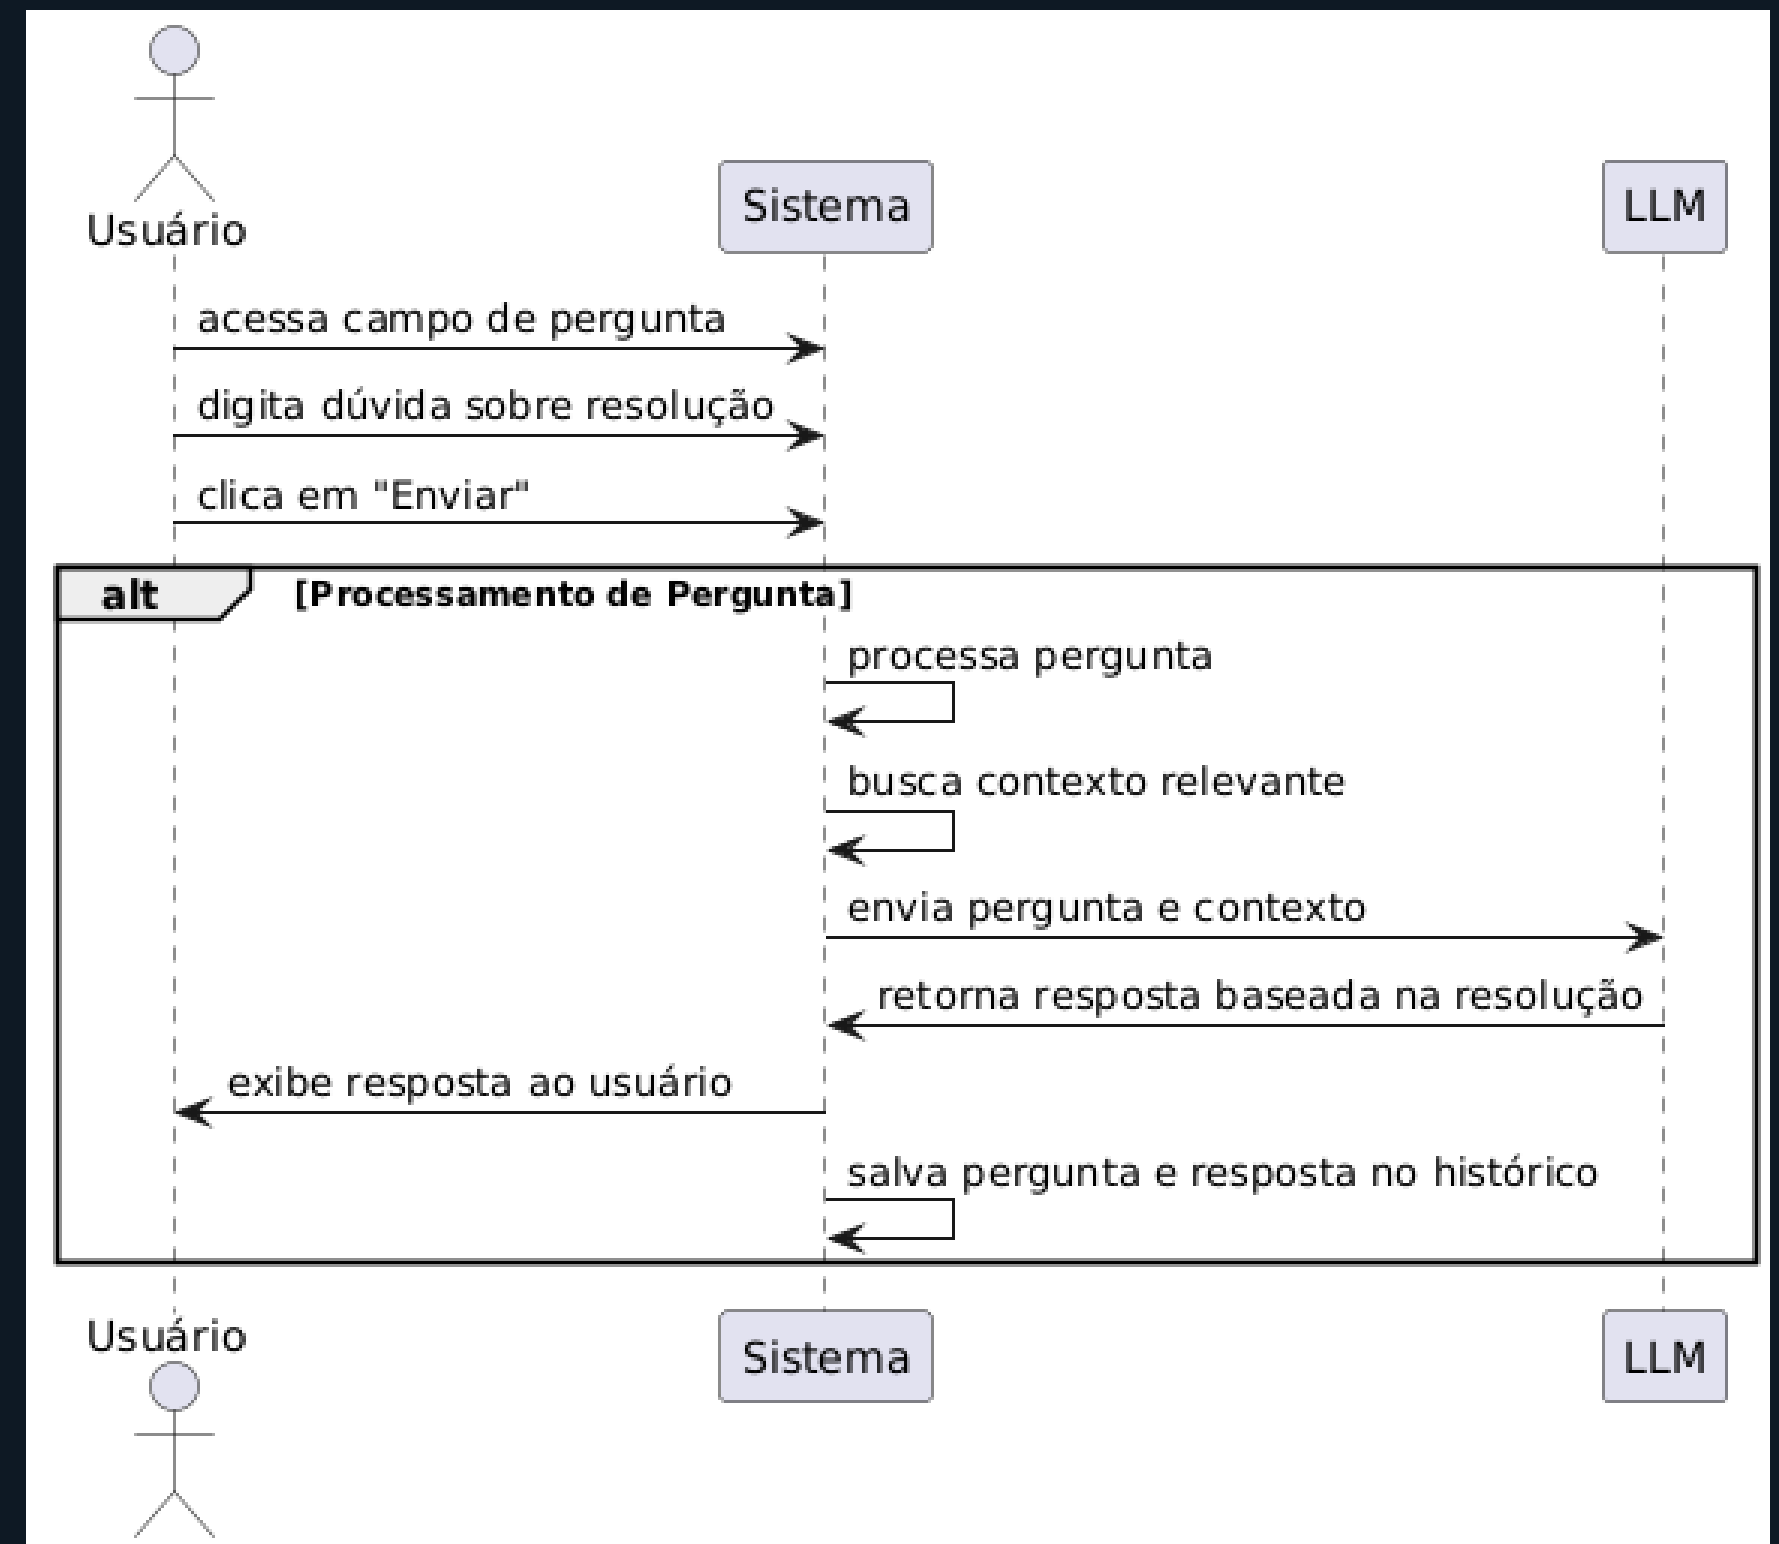 Usuário
Sistema
LLM
acessa campo de pergunta
digita dúvida sobre resolução
clica em "Enviar"
alt
[Processamento de Pergunta]
processa pergunta
busca contexto relevante
envia pergunta e contexto
retorna resposta baseada na resolução
exibe resposta ao usuário
salva pergunta e resposta no histórico
Usuário
Sistema
LLM